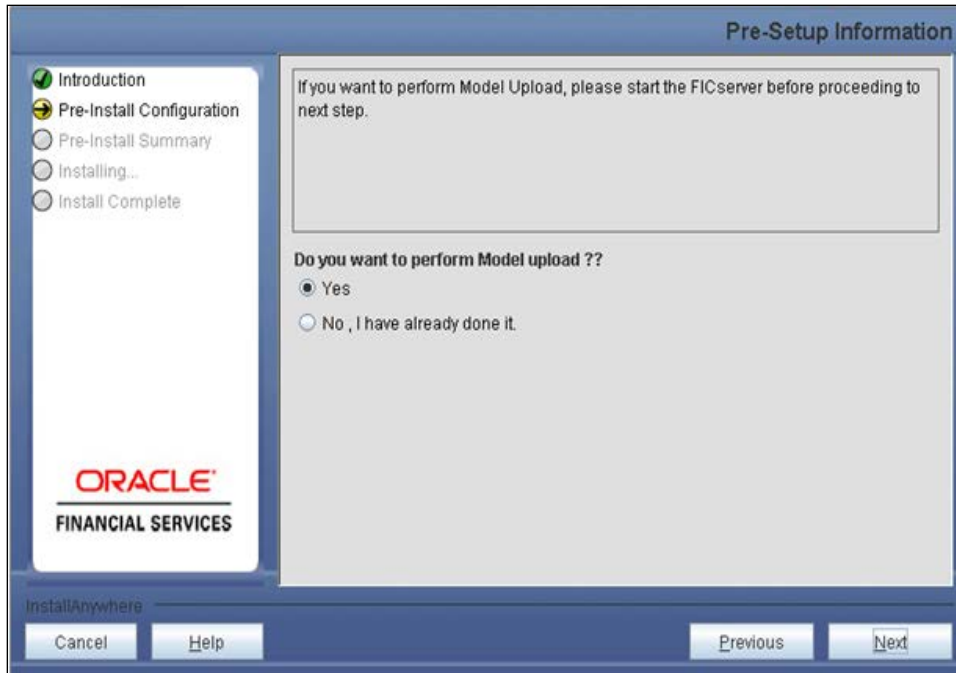 Pre-Setup Information
Introduction
Pre-Install Configuration
Pre-Install Summary
Installing...
Install Complete
ORACLE
FINANCIAL SERVICES
If you want to perform Model Upload, please start the FICserver before proceeding to
next step.
Do you want to perform Model upload ??
Yes
No , I have already done it.
InstallAnywhere
Cancel
Help
Previous
Next